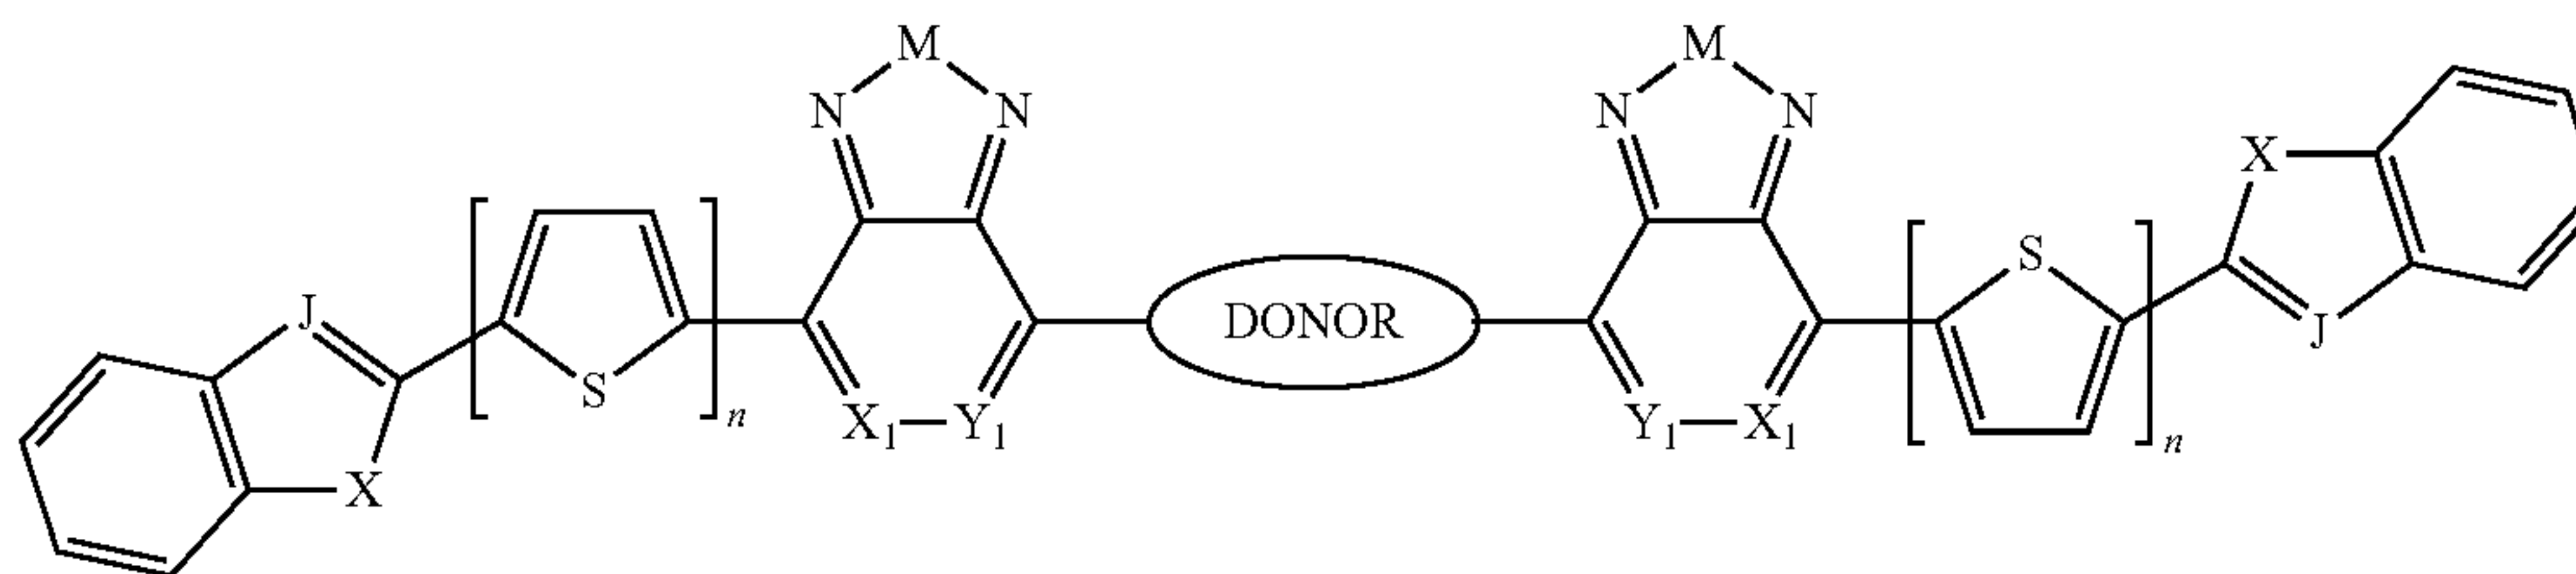 M M
N N N N
X S
J DONOR
S J
X₁ Y₁ Y₁ X₁
n n
X